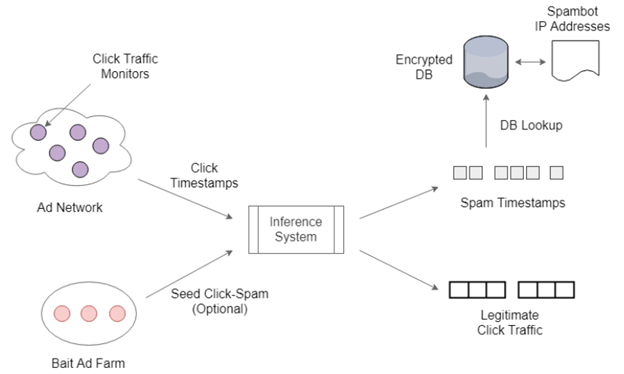 Spambot
IP Addresses
Encrypted
DB
Click Traffic
Monitors
DB Lookup
Click
Timestamps
Ad Network
Spam Timestamps
Inference
System
Seed Click-Spam
(Optional)
Legitimate
Click Traffic
Bait Ad Farm